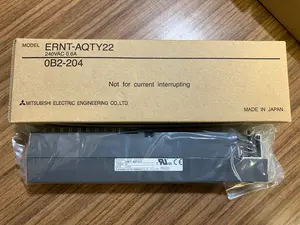 MODEL ERNT-AQTY22
240VAC 0.6A
0B2-204
Not for current interrupting
MITSUBISHI ELECTRIC ENGINEERING CO.,LTD.
MADE IN JAPAN